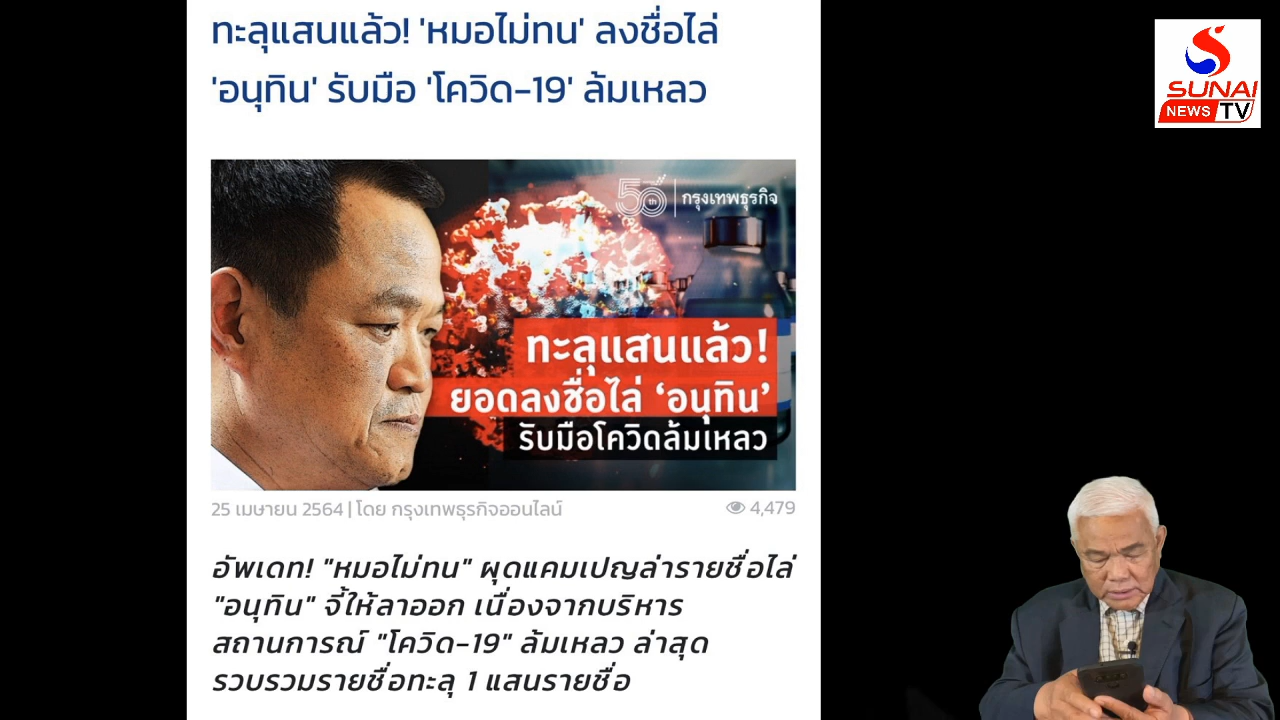 ทะลุแสนแล้ว! 'หมอไม่ทน' ลงชื่อไล่
'อนุทิน' รับมือ 'โควิด-19' ล้มเหลว
SUNAI
NEWS TV
50th กรุงเทพธุรกิจ
ทะลุแสนแล้ว!
ยอดลงชื่อไล่ ‘อนุทิน’
รับมือโควิดล้มเหลว
25 เมษายน 2564 | โดย กรุงเทพธุรกิจออนไลน์
4,479
อัพเดท! "หมอไม่ทน" ผุดแคมเปญล่ารายชื่อไล่
"อนุทิน" จี้ให้ลาออก เนื่องจากบริหาร
สถานการณ์ "โควิด-19" ล้มเหลว ล่าสุด
รวบรวมรายชื่อทะลุ 1 แสนรายชื่อ